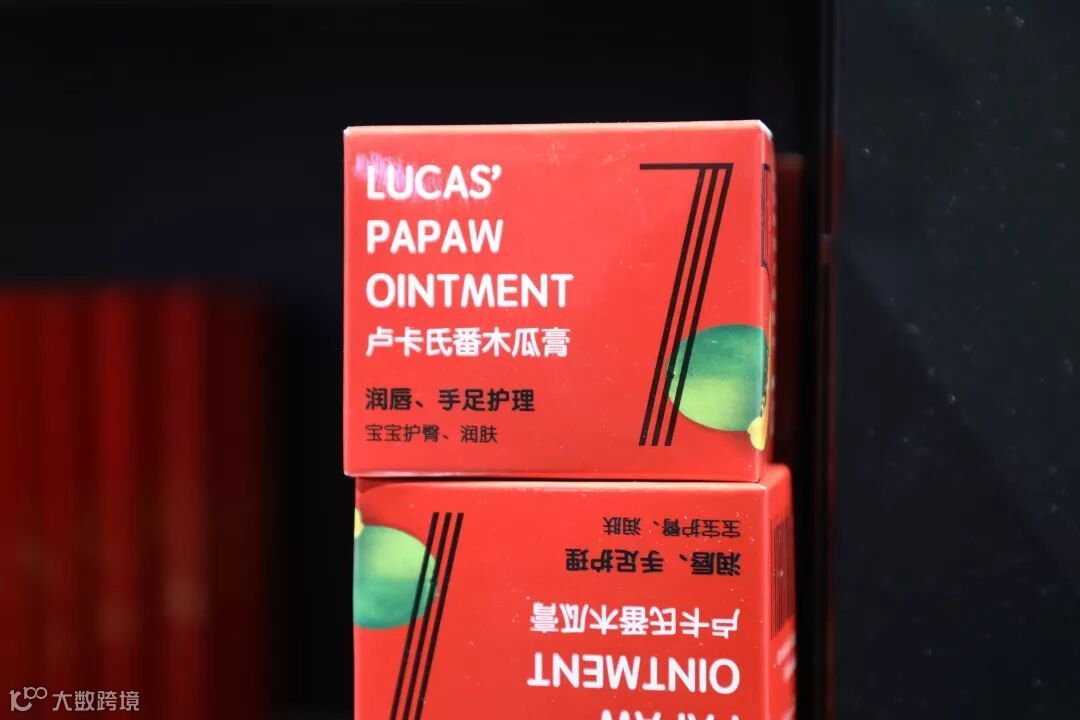 LUCAS'
PAPAW
OINTMENT
卢卡氏番木瓜膏
润唇、手足护理
宝宝护臀、润肤
7
宝宝护臀、润肤
润唇、手足护理
卢卡氏番木瓜膏
OINTMENT
PAPAW
大数跨境